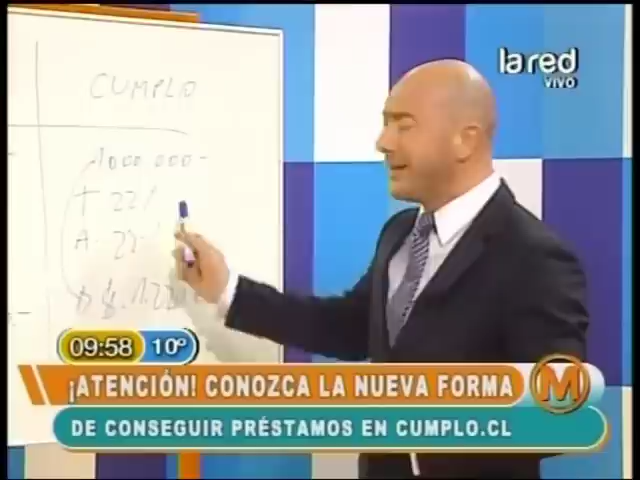 la red
VIVO
CUMPLO
1000.000-
T 22%
A.
09:58 10º
M
¡ATENCIÓN! CONOZCA LA NUEVA FORMA
DE CONSEGUIR PRÉSTAMOS EN CUMPLO.CL